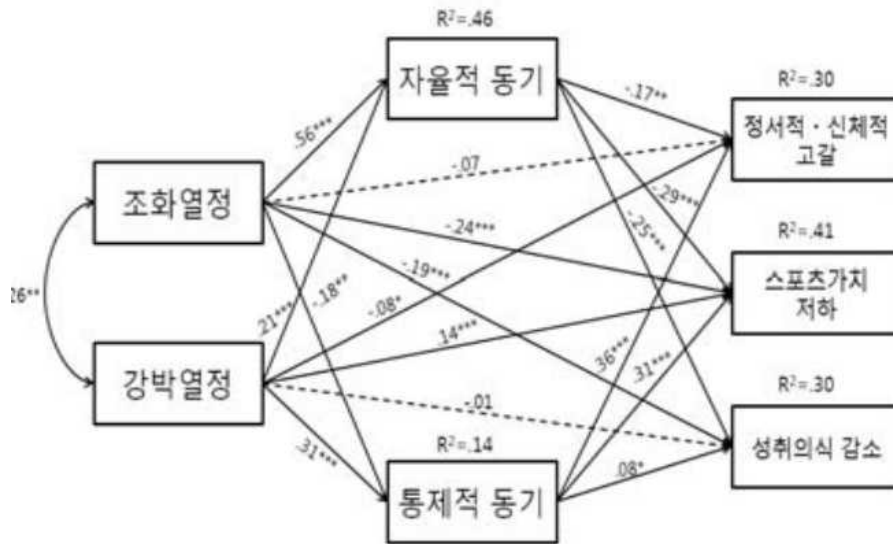 R²=.46
자율적 동기
R²=.30
-.17**
정서적・신체적
고갈
.56***
-.07
조화열정
-.29***
-.25***
R²=.41
-.24***
-.19***
스포츠가치
저하
26**
.21***
-.18**
-.08*
.14***
.36***
.31***
R²=.30
강박열정
-.01
성취의식 감소
.31***
R²=.14
.08*
통제적 동기